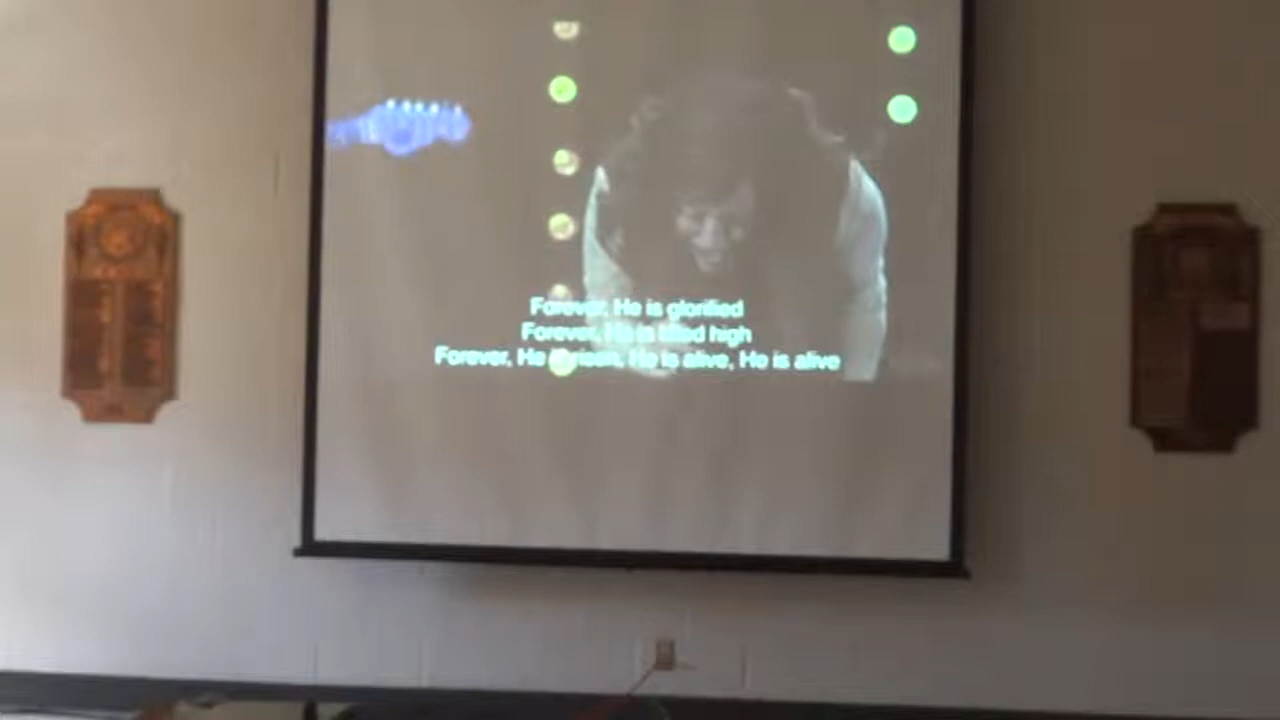 Forever, He is glorified
Forever, He is lifted high
Forever, He is risen, He is alive, He is alive